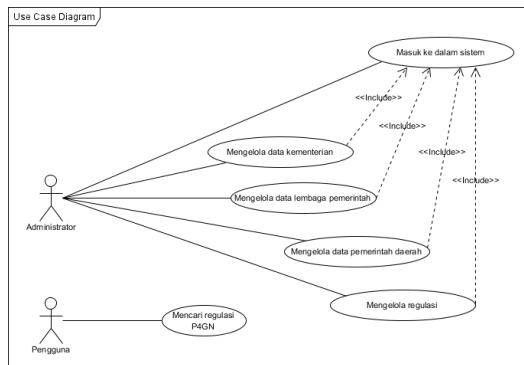 Use Case Diagram
Masuk ke dalam sistem
<<Include>>
<<Include>>
<<Include>>
<<Include>>
Mengelola data kementerian
Mengelola data lembaga pemerintah
Administrator
Mengelola data pemerintah daerah
Mengelola regulasi
Mencari regulasi
P4GN
Pengguna